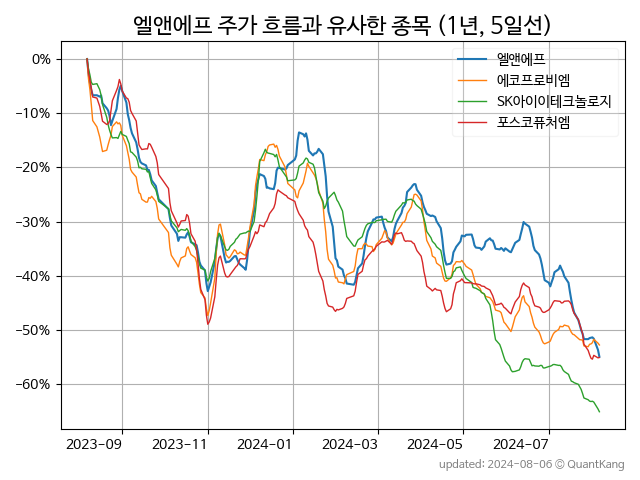 엘앤에프 주가 흐름과 유사한 종목 (1년, 5일선)
엘앤에프
에코프로비엠
SK아이이테크놀로지
포스코퓨처엠
0%
−10%
−20%
−30%
−40%
−50%
−60%
2023-09 2023-11 2024-01 2024-03 2024-05 2024-07
updated: 2024-08-06 © QuantKang